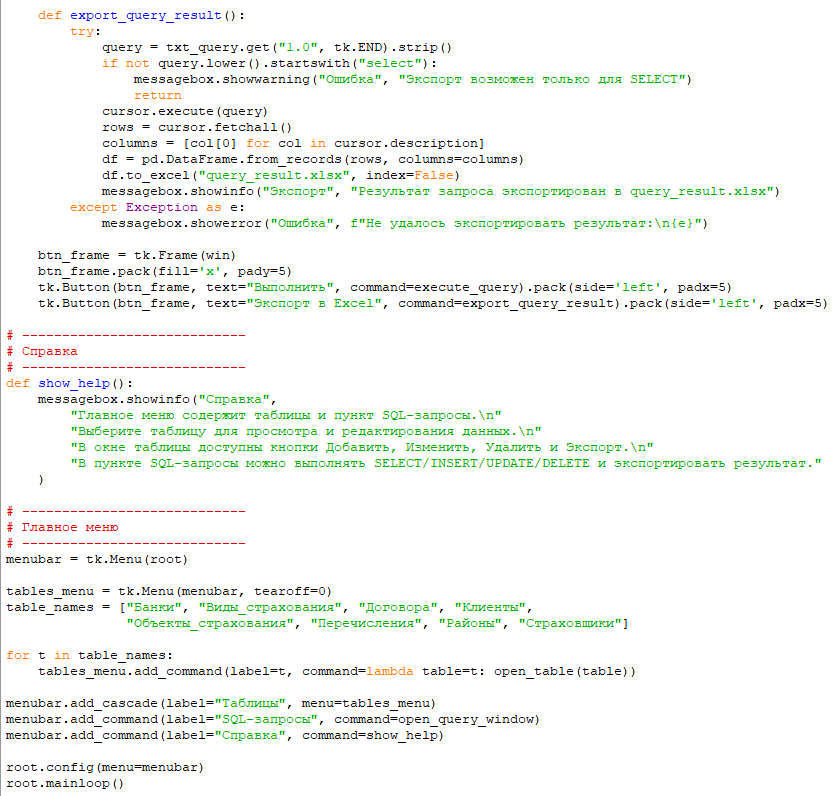 def export_query_result():
try:
query = txt_query.get("1.0", tk.END).strip()
if not query.lower().startswith("select"):
messagebox.showwarning("Ошибка", "Экспорт возможен только для SELECT")
return
cursor.execute(query)
rows = cursor.fetchall()
columns = [col[0] for col in cursor.description]
df = pd.DataFrame.from_records(rows, columns=columns)
df.to_excel("query_result.xlsx", index=False)
messagebox.showinfo("Экспорт", "Результат запроса экспортирован в query_result.xlsx")
except Exception as e:
messagebox.showerror("Ошибка", f"Не удалось экспортировать результат:\n{e}")
btn_frame = tk.Frame(win)
btn_frame.pack(fill='x', pady=5)
tk.Button(btn_frame, text="Выполнить", command=execute_query).pack(side='left', padx=5)
tk.Button(btn_frame, text="Экспорт в Excel", command=export_query_result).pack(side='left', padx=5)
# ----------------------------
# Справка
# ----------------------------
def show_help():
messagebox.showinfo("Справка",
"Главное меню содержит таблицы и пункт SQL-запросы.\n"
"Выберите таблицу для просмотра и редактирования данных.\n"
"В окне таблицы доступны кнопки Добавить, Изменить, Удалить и Экспорт.\n"
"В пункте SQL-запросы можно выполнять SELECT/INSERT/UPDATE/DELETE и экспортировать результат."
)
# ----------------------------
# Главное меню
# ----------------------------
menubar = tk.Menu(root)
tables_menu = tk.Menu(menubar, tearoff=0)
table_names = ["Банки", "Виды_страхования", "Договора", "Клиенты",
"Объекты_страхования", "Перечисления", "Районы", "Страховщики"]
for t in table_names:
tables_menu.add_command(label=t, command=lambda table=t: open_table(table))
menubar.add_cascade(label="Таблицы", menu=tables_menu)
menubar.add_command(label="SQL-запросы", command=open_query_window)
menubar.add_command(label="Справка", command=show_help)
root.config(menu=menubar)
root.mainloop()